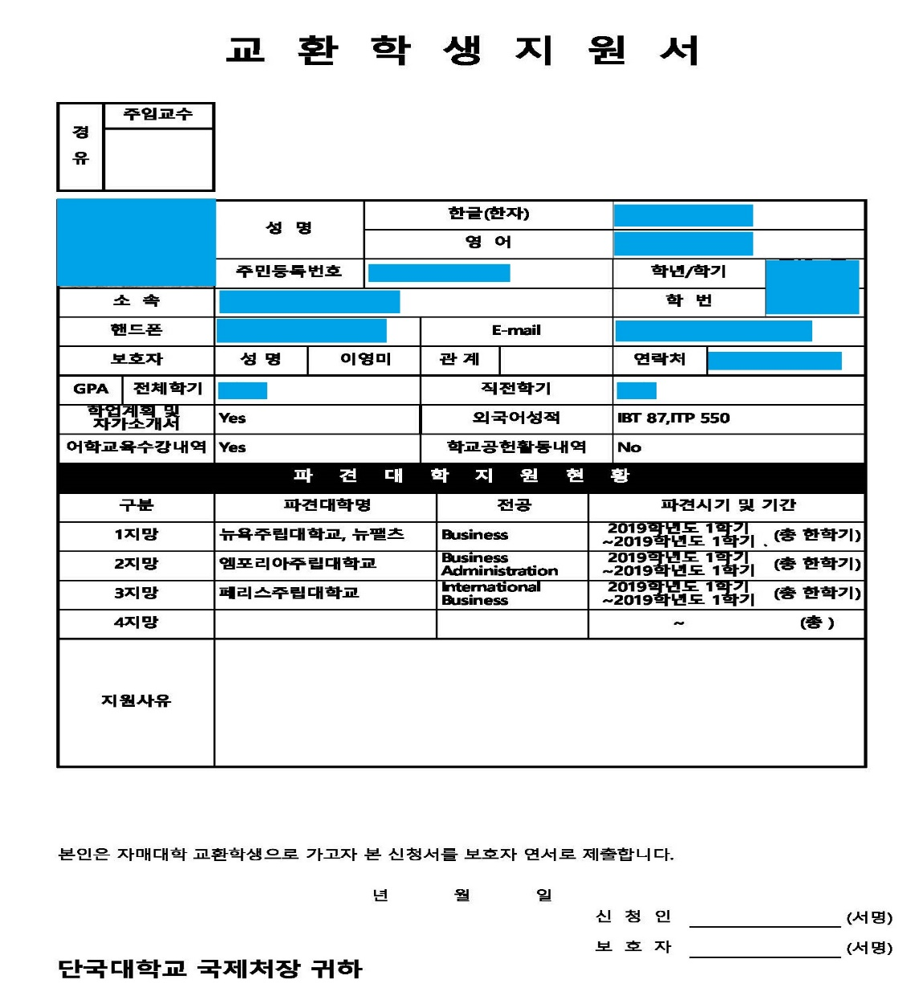 교 환 학 생 지 원 서
경 유
주임교수
성 명
한글(한자)
영 어
주민등록번호
학년/학기
소 속
학 번
핸드폰
E-mail
보호자
성 명
이영미
관 계
연락처
GPA
전체학기
직전학기
학업계획 및
자가소개서
Yes
외국어성적
IBT 87,ITP 550
어학교육수강내역
Yes
학교공헌활동내역
No
파 견 대 학 지 원 현 황
구분
파견대학명
전공
파견시기 및 기간
1지망
뉴욕주립대학교, 뉴팰츠
Business
2019학년도 1학기
~2019학년도 1학기 .
(총 한학기)
2지망
엠포리아주립대학교
Business
Administration
2019학년도 1학기
~2019학년도 1학기
(총 한학기)
3지망
페리스주립대학교
International
Business
2019학년도 1학기
~2019학년도 1학기
(총 한학기)
4지망
~
(총 )
지원사유
본인은 자매대학 교환학생으로 가고자 본 신청서를 보호자 연서로 제출합니다.
년 월 일
신 청 인 (서명)
보 호 자 (서명)
단국대학교 국제처장 귀하